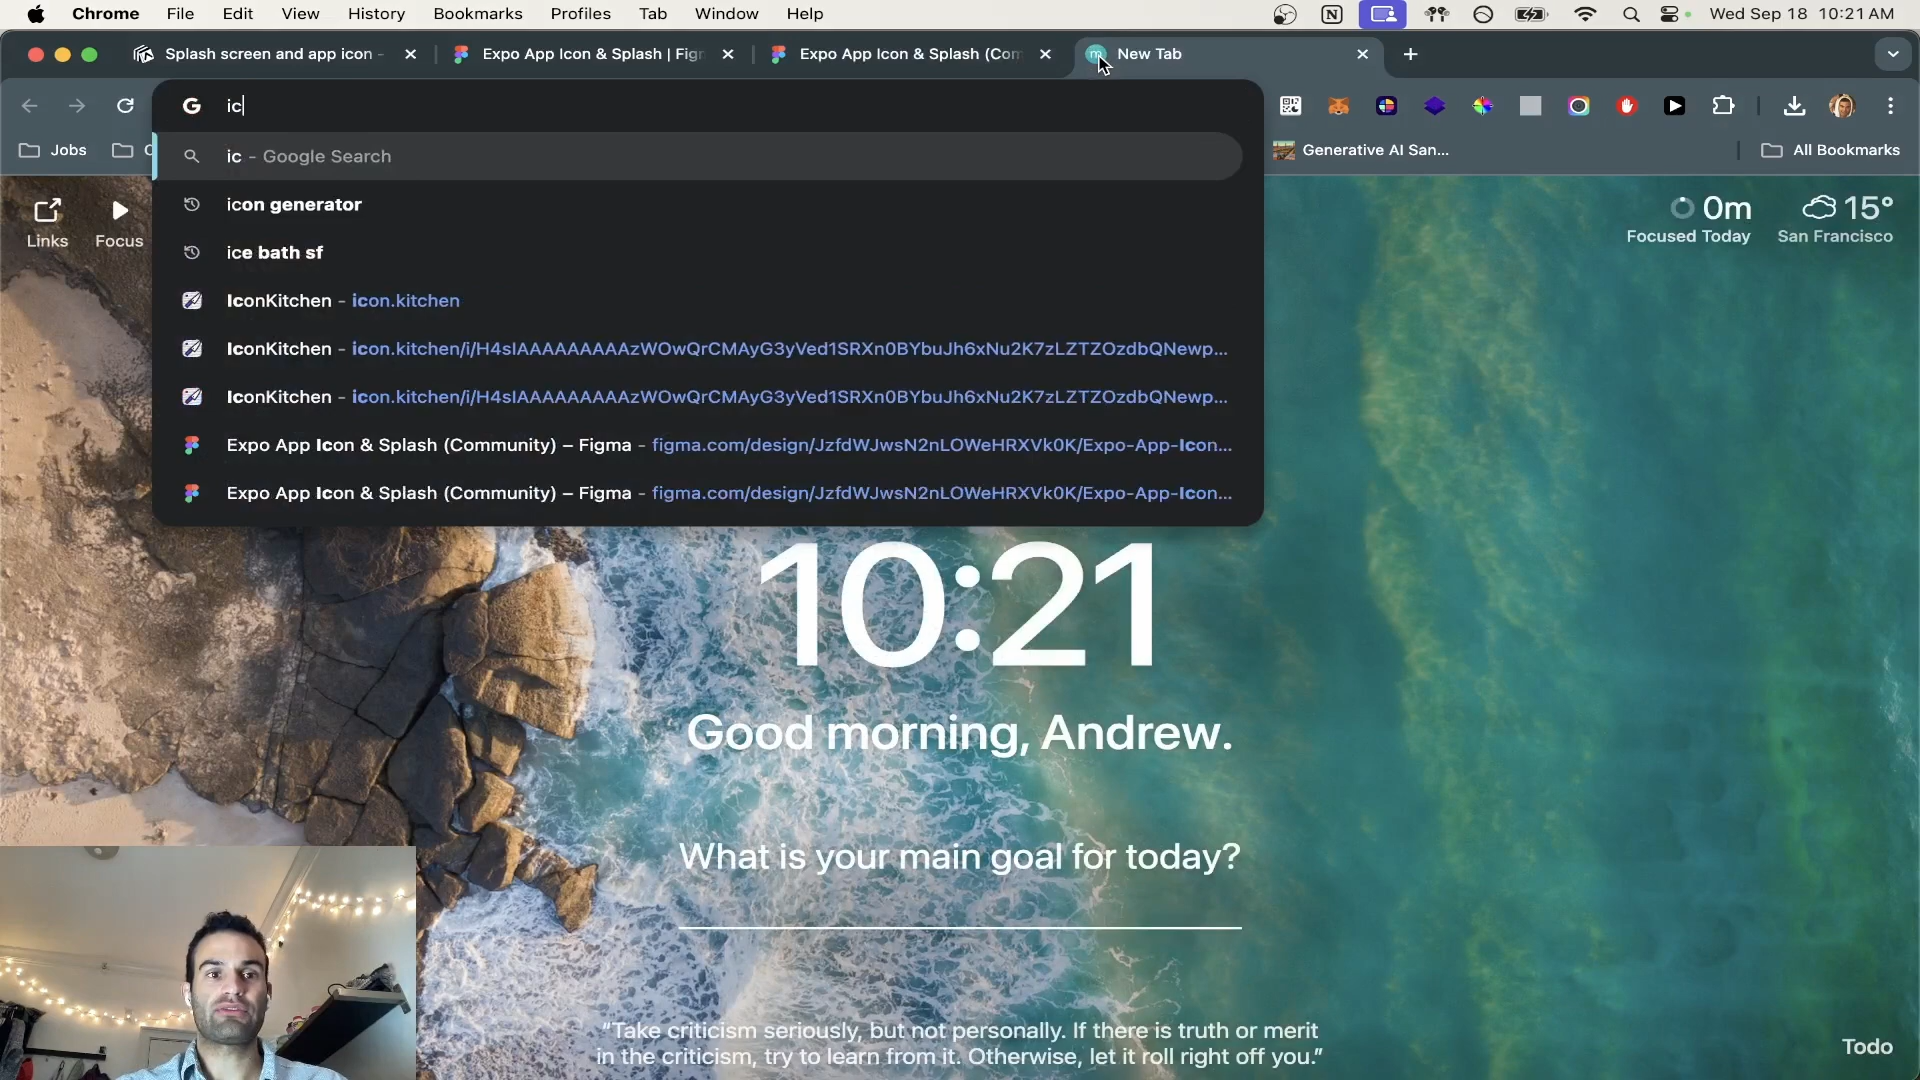 Chrome File Edit View History Bookmarks Profiles Tab Window Help Wed Sep 18 10:21 AM
Splash screen and app icon - Expo App Icon & Splash | Fig Expo App Icon & Splash (Com New Tab
ic
Jobs Generative AI San... All Bookmarks
ic - Google Search
icon generator
ice bath sf
IconKitchen - icon.kitchen
IconKitchen - icon.kitchen/i/H4sIAAAAAAAAAzWOwQrCMAyG3yVed1SRXn0BYbuJh6xNu2K7zLZTZOzdbQNewp...
IconKitchen - icon.kitchen/i/H4sIAAAAAAAAAzWOwQrCMAyG3yVed1SRXn0BYbuJh6xNu2K7zLZTZOzdbQNewp...
Expo App Icon & Splash (Community) – Figma - figma.com/design/JzfdWJwsN2nLOWeHRXVk0K/Expo-App-Icon...
Expo App Icon & Splash (Community) – Figma - figma.com/design/JzfdWJwsN2nLOWeHRXVk0K/Expo-App-Icon...
Links Focus
0m 15°
Focused Today San Francisco
10:21
Good morning, Andrew.
What is your main goal for today?
“Take criticism seriously, but not personally. If there is truth or merit
in the criticism, try to learn from it. Otherwise, let it roll right off you.”
Todo